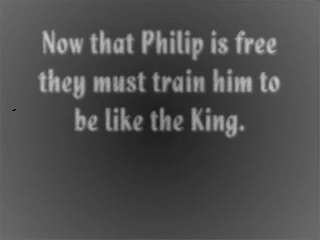 Now that Philip is free
they must train him to
be like the King.